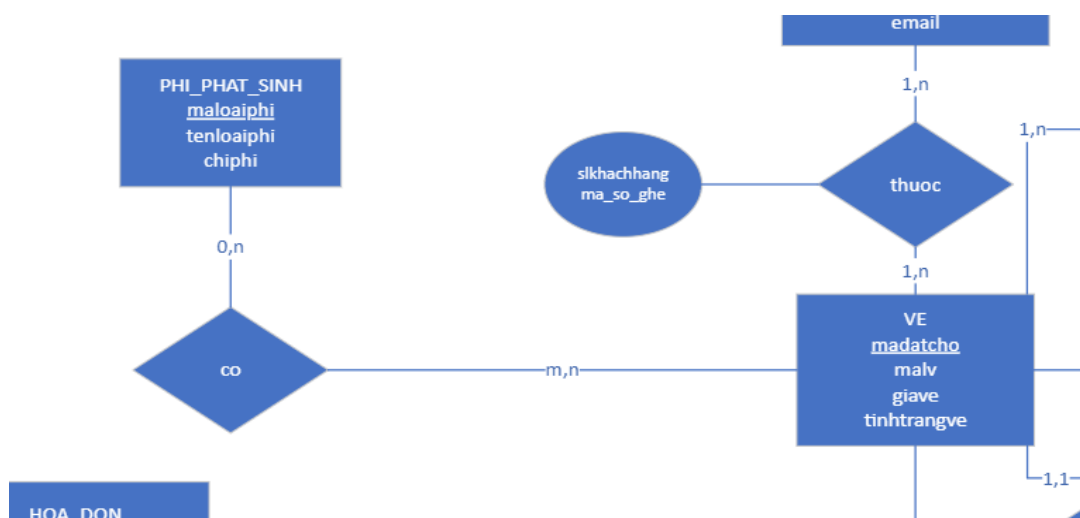 email
PHI_PHAT_SINH
maloaiphi
tenloaiphi
chiphi
1,n
1,n
slkhachhang
ma_so_ghe
thuoc
0,n
1,n
VE
madatcho
malv
giave
tinhtrangve
co
m,n
1,1
HOA_DON